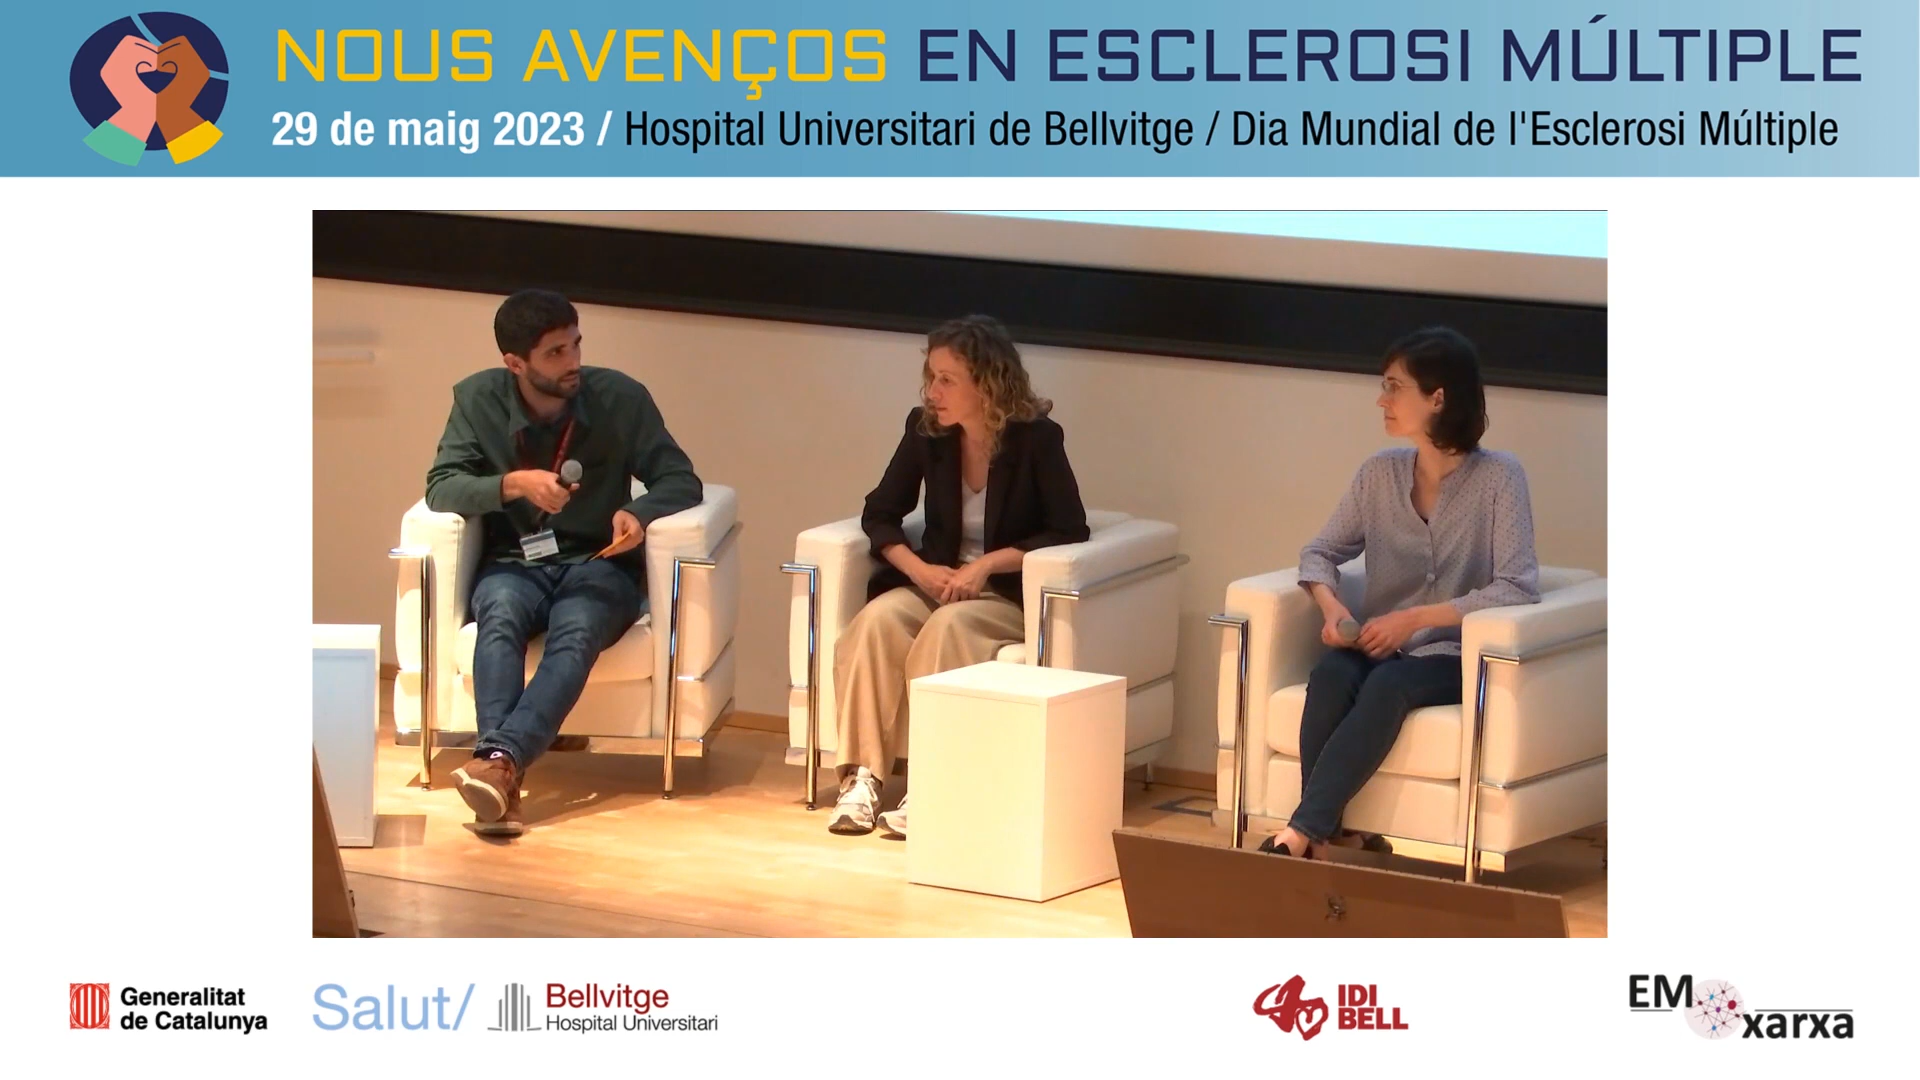 NOUS AVENÇOS EN ESCLEROSI MÚLTIPLE
29 de maig 2023 / Hospital Universitari de Bellvitge / Dia Mundial de l'Esclerosi Múltiple
Generalitat
de Catalunya
Salut/
Bellvitge
Hospital Universitari
IDI
BELL
EM
xarxa